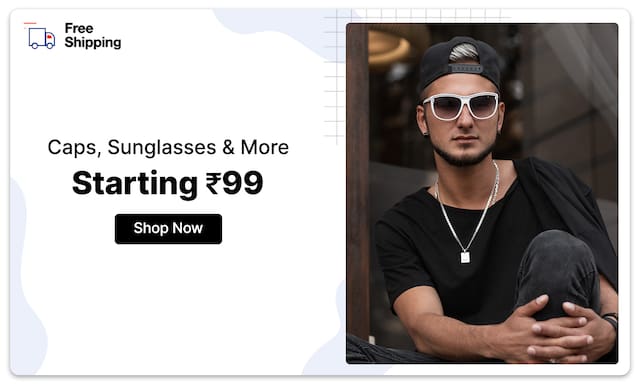 Free
Shipping
Caps, Sunglasses & More
Starting ₹99
Shop Now